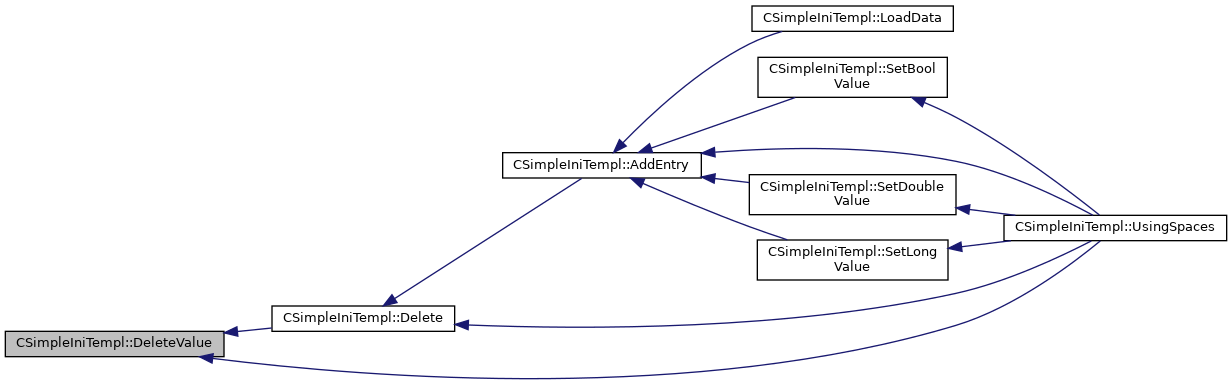 CSimpleIniTempl::LoadData
CSimpleIniTempl::SetBool
Value
CSimpleIniTempl::AddEntry
CSimpleIniTempl::SetDouble
Value
CSimpleIniTempl::UsingSpaces
CSimpleIniTempl::SetLong
Value
CSimpleIniTempl::Delete
CSimpleIniTempl::DeleteValue